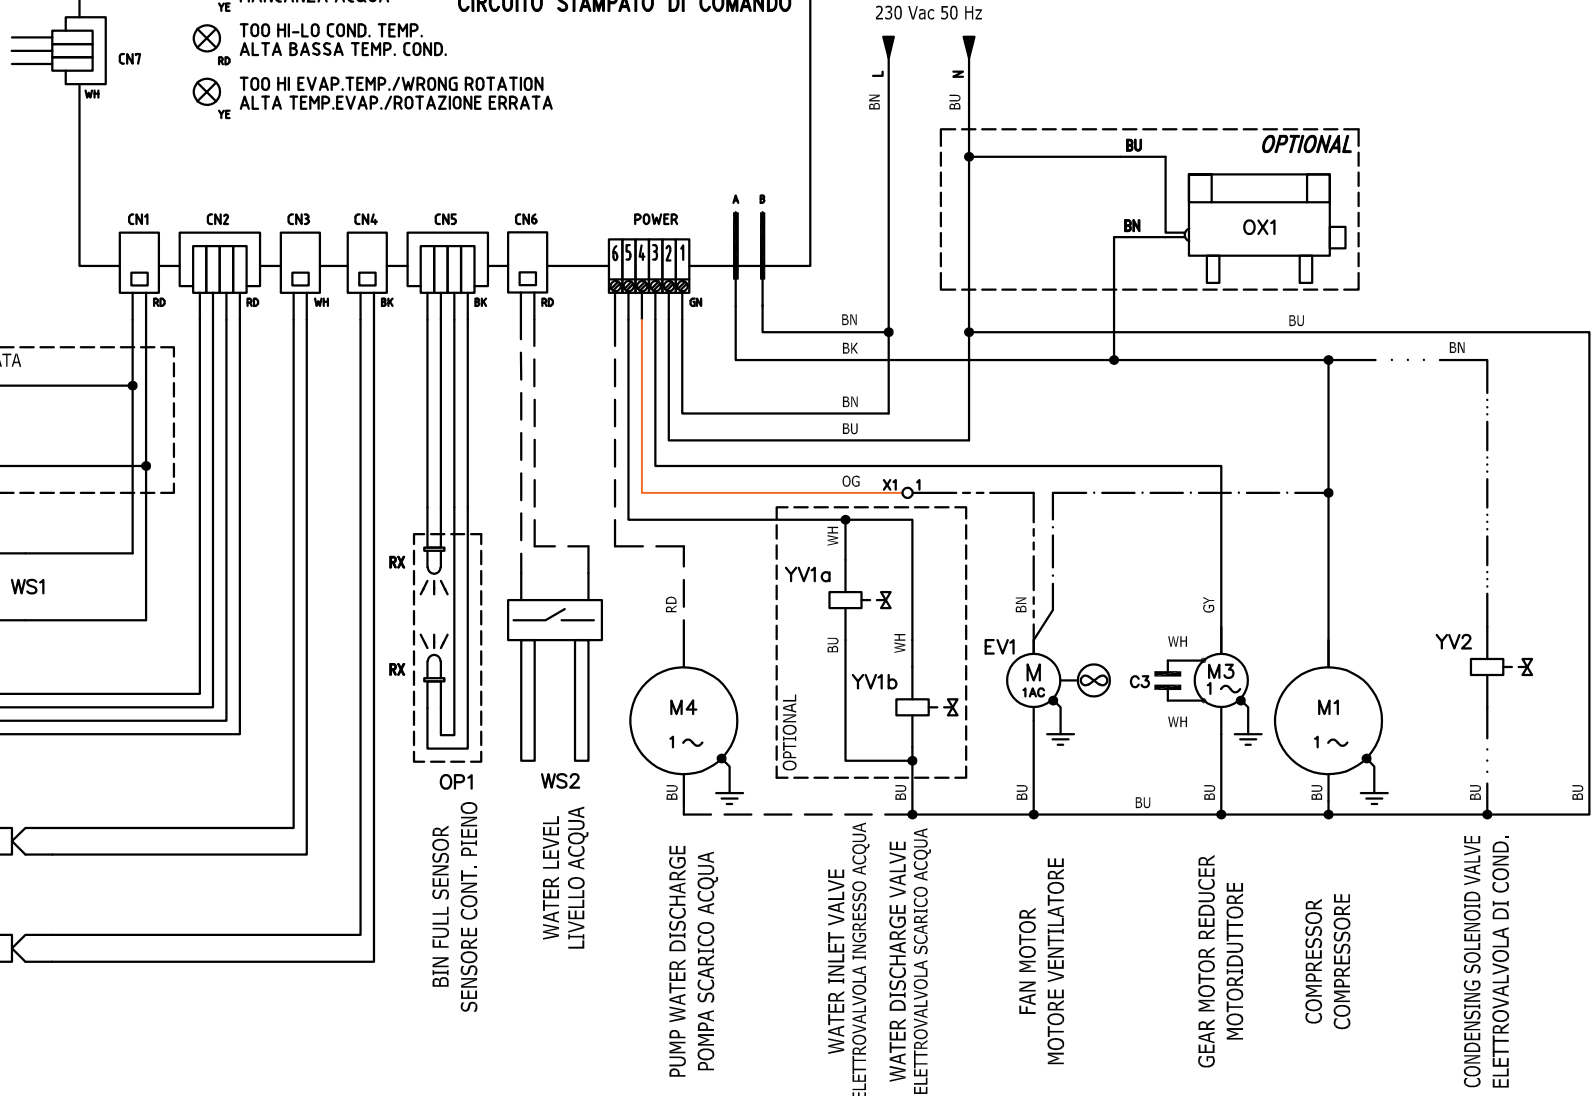 CIRCUITO STAMPATO DI COMANDO
YE
TOO HI-LO COND. TEMP.
ALTA BASSA TEMP. COND.
RD
TOO HI EVAP.TEMP./WRONG ROTATION
ALTA TEMP.EVAP./ROTAZIONE ERRATA
YE
CN7
WH
230 Vac 50 Hz
L
N
BN
BU
OPTIONAL
BU
BN
OX1
CN1
CN2
CN3
CN4
CN5
CN6
POWER
A
B
6 5 4 3 2 1
RD
RD
WH
BK
BK
RD
GN
BN
BK
BN
BU
BU
BN
OG
X1
1
WS1
RX
RX
OP1
WS2
RD
M4
1 ~
BU
WH
YV1a
BU
WH
YV1b
OPTIONAL
BU
BN
EV1
M
1AC
BU
GY
WH
C3
WH
M3
1 ~
BU
BU
M1
1 ~
BU
YV2
BU
BU
BIN FULL SENSOR
SENSORE CONT. PIENO
WATER LEVEL
LIVELLO ACQUA
PUMP WATER DISCHARGE
POMPA SCARICO ACQUA
WATER INLET VALVE
ELETTROVALVOLA INGRESSO ACQUA
WATER DISCHARGE VALVE
ELETTROVALVOLA SCARICO ACQUA
FAN MOTOR
MOTORE VENTILATORE
GEAR MOTOR REDUCER
MOTORIDUTTORE
COMPRESSOR
COMPRESSORE
CONDENSING SOLENOID VALVE
ELETTROVALVOLA DI COND.